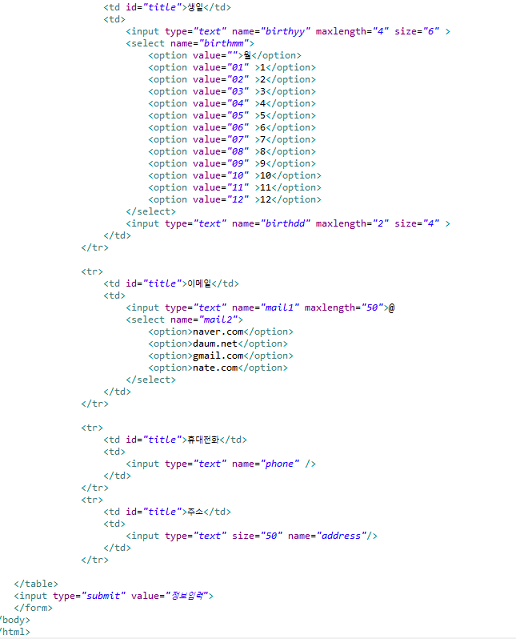 <td id="title">생일</td>
<td>
<input type="text" name="birthyy" maxlength="4" size="6" >
<select name="birthmm">
<option value="">월</option>
<option value="01" >1</option>
<option value="02" >2</option>
<option value="03" >3</option>
<option value="04" >4</option>
<option value="05" >5</option>
<option value="06" >6</option>
<option value="07" >7</option>
<option value="08" >8</option>
<option value="09" >9</option>
<option value="10" >10</option>
<option value="11" >11</option>
<option value="12" >12</option>
</select>
<input type="text" name="birthdd" maxlength="2" size="4" >
</td>
</tr>
<tr>
<td id="title">이메일</td>
<td>
<input type="text" name="mail1" maxlength="50">@
<select name="mail2">
<option>naver.com</option>
<option>daum.net</option>
<option>gmail.com</option>
<option>nate.com</option>
</select>
</td>
</tr>
<tr>
<td id="title">휴대전화</td>
<td>
<input type="text" name="phone" />
</td>
</tr>
<tr>
<td id="title">주소</td>
<td>
<input type="text" size="50" name="address"/>
</td>
</tr>
</table>
<input type="submit" value="정보입력">
</form>
/body>
/html>